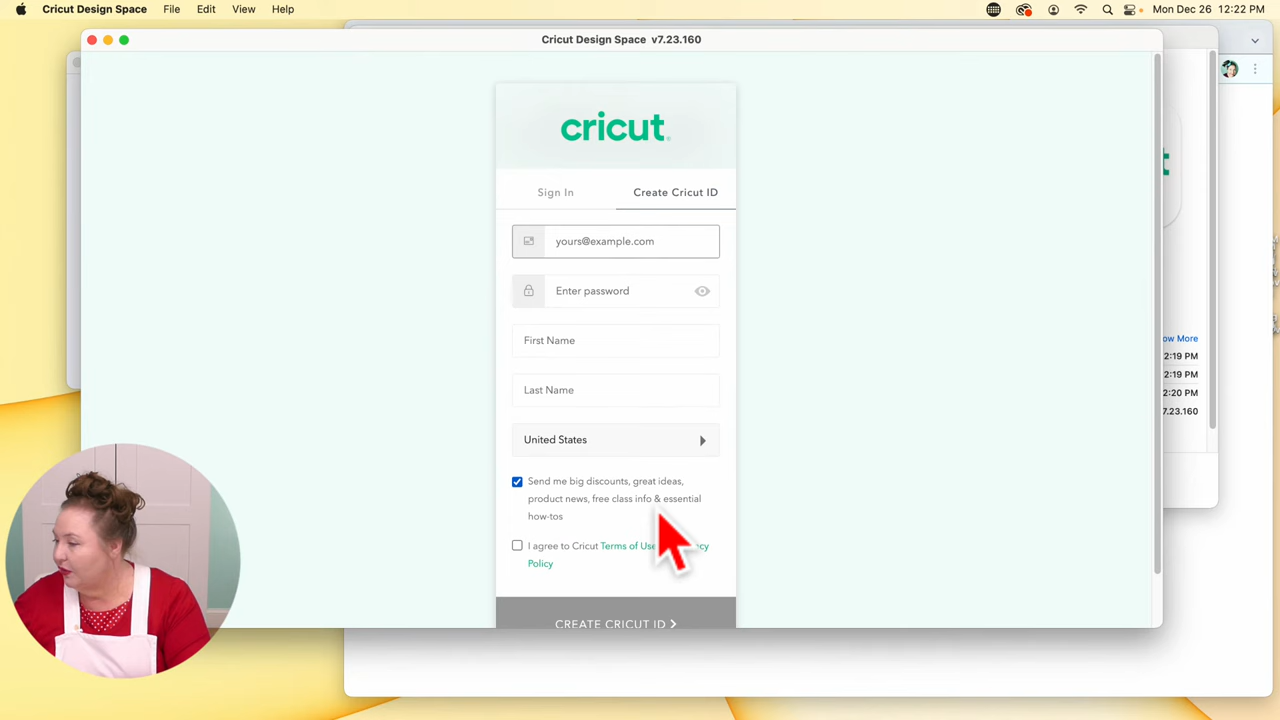 Cricut Design Space File Edit View Help Mon Dec 26 12:22 PM
Cricut Design Space v7.23.160
cricut
Sign In Create Cricut ID
yours@example.com
Enter password
First Name
Last Name
United States
Send me big discounts, great ideas,
product news, free class info & essential
how-tos
I agree to Cricut Terms of Use
Policy
CREATE CRICUT ID
2:19 PM
2:19 PM
2:20 PM
7.23.160